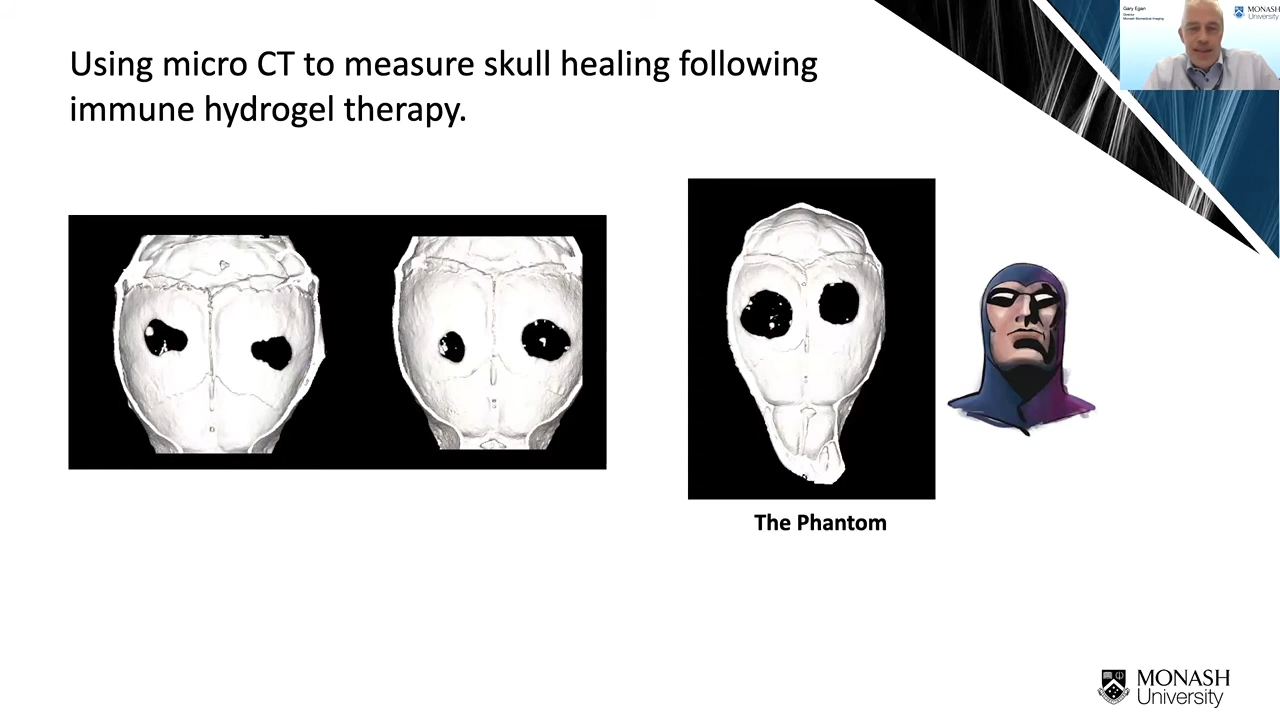 Using micro CT to measure skull healing following
immune hydrogel therapy.
Gary Egan
Director
Monash Biomedical Imaging
MONASH
University
The Phantom
MONASH
University